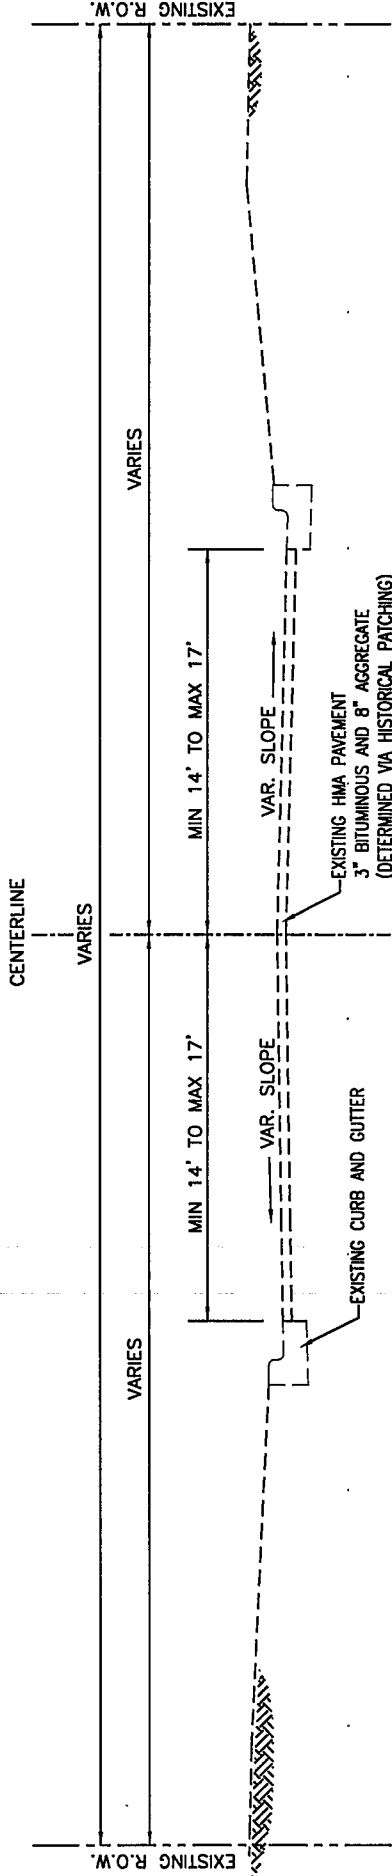 CENTERLINE
VARIES
VARIES
VARIES
EXISTING R.O.W.
EXISTING R.O.W.
MIN 14' TO MAX 17'
MIN 14' TO MAX 17'
VAR. SLOPE
VAR. SLOPE
EXISTING CURB AND GUTTER
EXISTING HMA PAVEMENT
3" BITUMINOUS AND 8" AGGREGATE
(DETERMINED VIA HISTORICAL PATCHING)